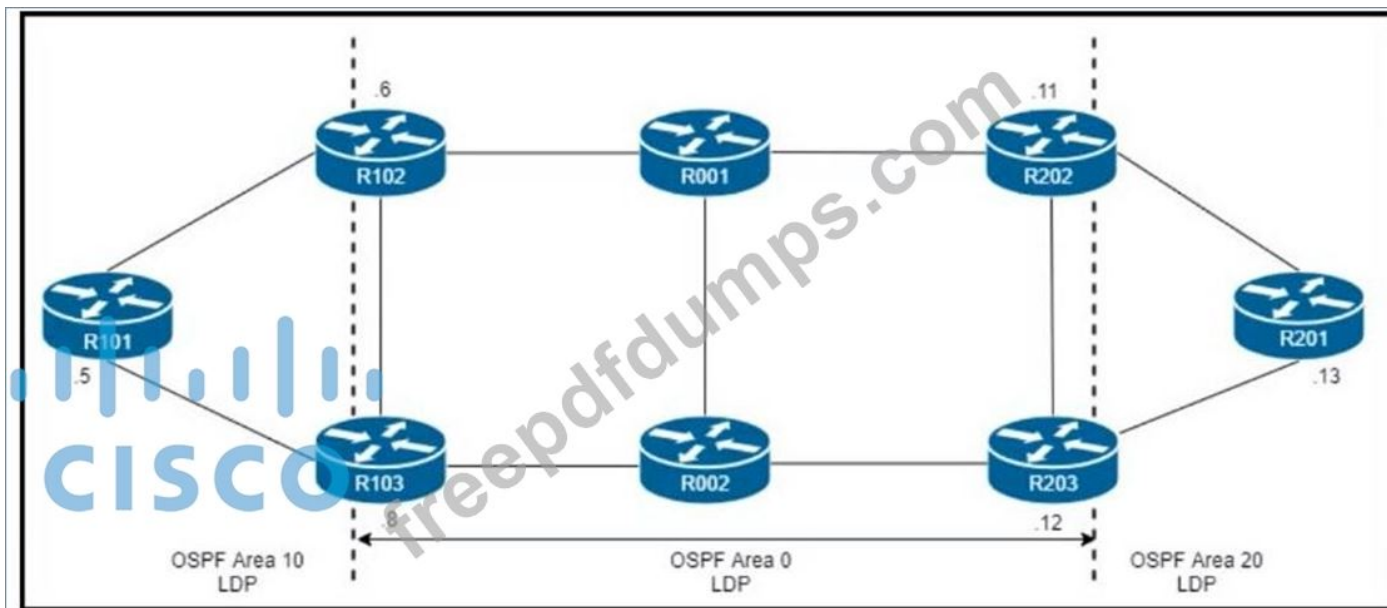 .6
.11
R102
R001
R202
R101
R201
.5
.13
R103
R002
R203
.8
.12
OSPF Area 10
LDP
OSPF Area 0
LDP
OSPF Area 20
LDP
CISCO
freepdfdumps.com